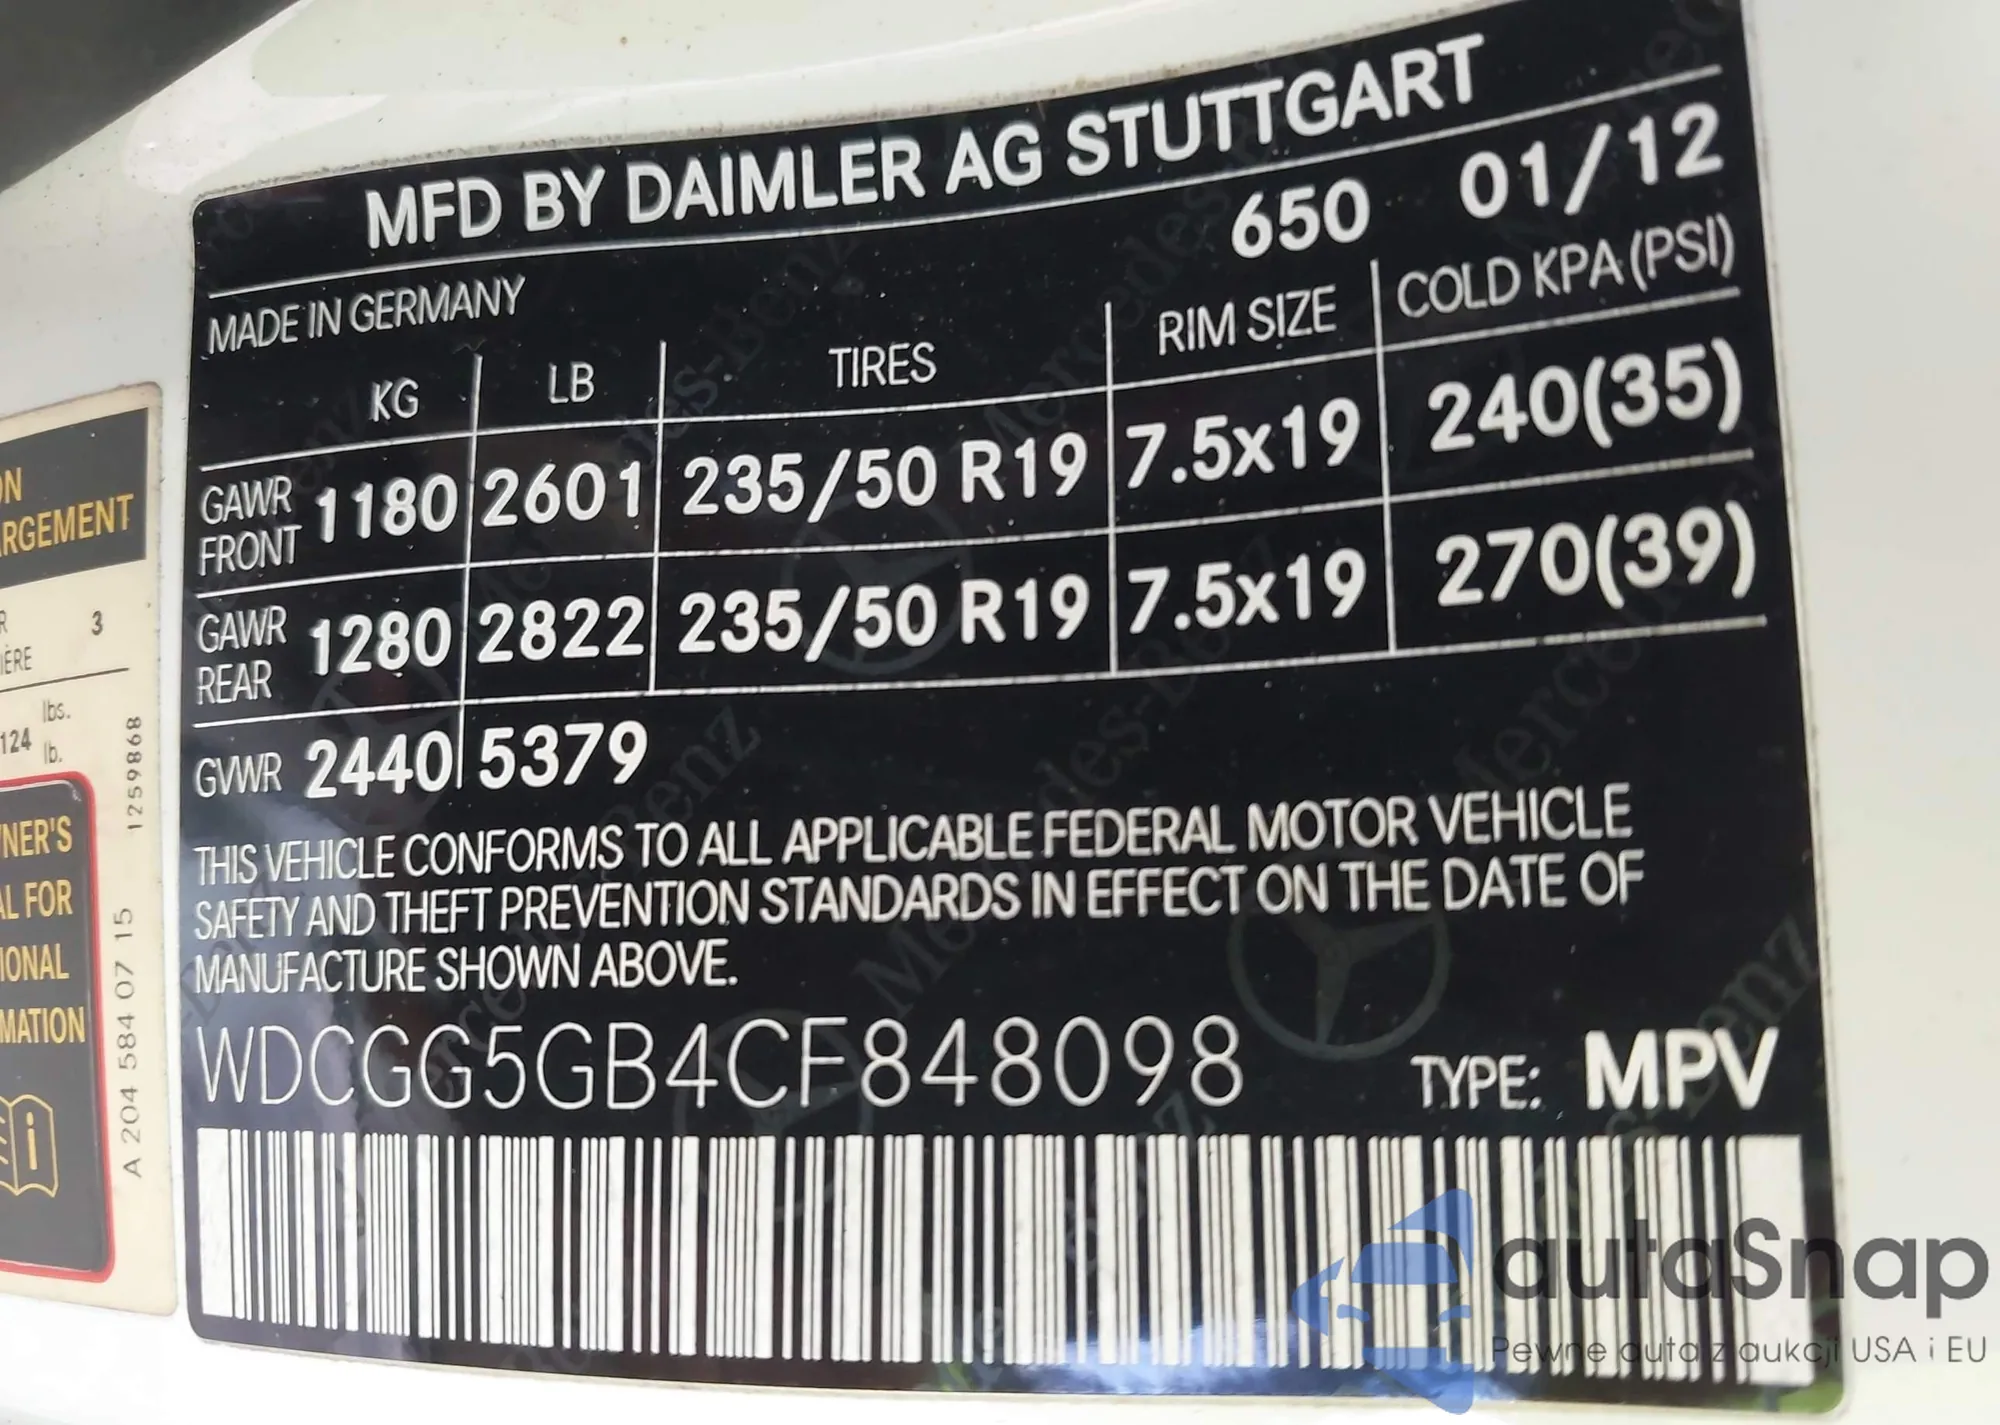 MFD BY DAIMLER AG STUTTGART
650 01/12
MADE IN GERMANY
KG LB TIRES RIM SIZE COLD KPA (PSI)
GAWR FRONT 1180 2601 235/50 R19 7.5x19 240(35)
GAWR REAR 1280 2822 235/50 R19 7.5x19 270(39)
GVWR 2440 5379
THIS VEHICLE CONFORMS TO ALL APPLICABLE FEDERAL MOTOR VEHICLE
SAFETY AND THEFT PREVENTION STANDARDS IN EFFECT ON THE DATE OF
MANUFACTURE SHOWN ABOVE.
WDCGG5GB4CF848098 TYPE: MPV
ON
ARGEMENT
R 3
IÈRE
lbs.
124 lb.
NER'S
AL FOR
IONAL
MATION
A 204 584 07 15 1259868
autaSnap
Pewne auta z aukcji USA i EU